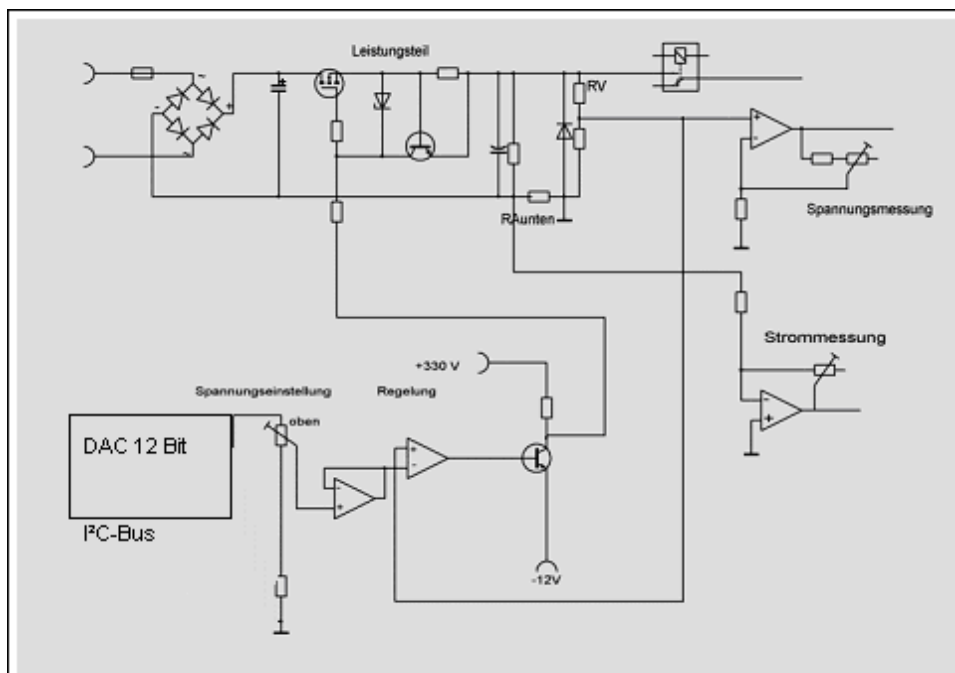 Leistungsteil
RV
RAunten
Spannungsmessung
Strommessung
+330 V
Spannungseinstellung
Regelung
oben
DAC 12 Bit
I²C-Bus
-12V